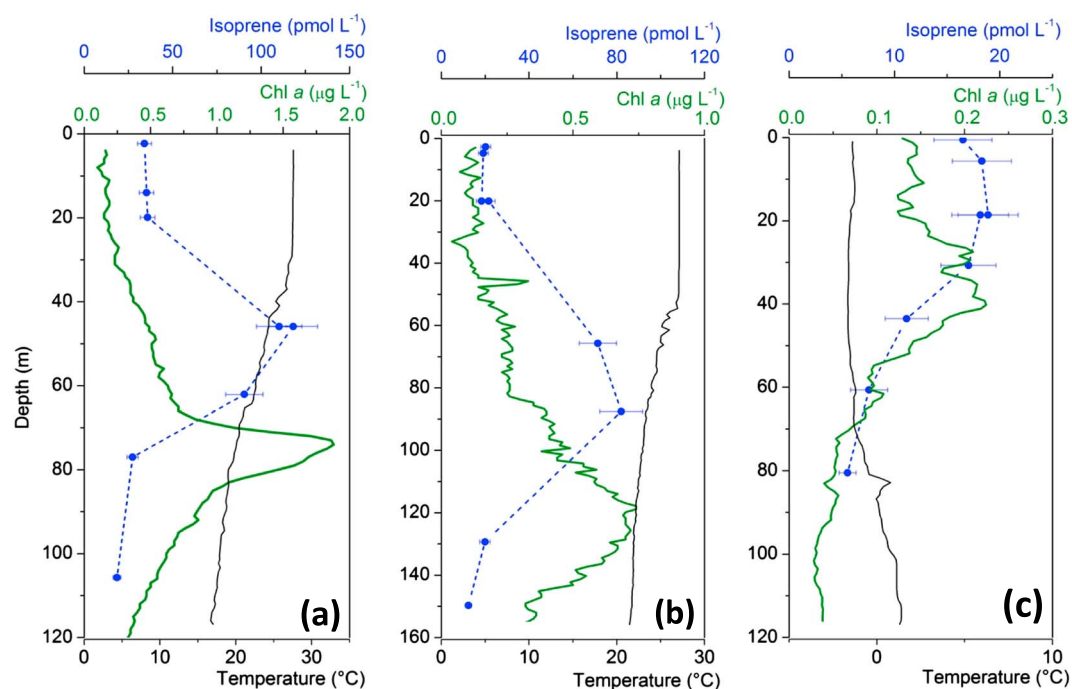 Isoprene (pmol L⁻¹)
0 50 100 150
Chl a (μg L⁻¹)
0.0 0.5 1.0 1.5 2.0
Depth (m)
0
20
40
60
80
100
120
(a)
0 10 20 30
Temperature (°C)
Isoprene (pmol L⁻¹)
0 40 80 120
Chl a (μg L⁻¹)
0.0 0.5 1.0
0
20
40
60
80
100
120
140
160
(b)
0 10 20 30
Temperature (°C)
Isoprene (pmol L⁻¹)
0 10 20
Chl a (μg L⁻¹)
0.0 0.1 0.2 0.3
0
20
40
60
80
100
120
(c)
0 10
Temperature (°C)